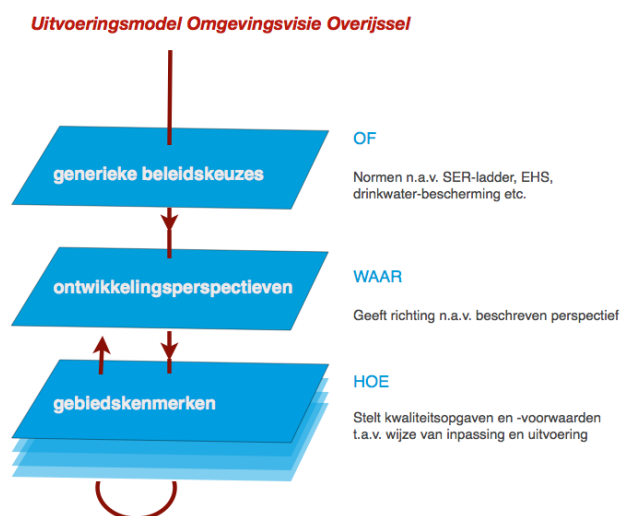 Uitvoeringsmodel Omgevingsvisie Overijssel
generieke beleidskeuzes
OF
Normen n.a.v. SER-ladder, EHS,
drinkwater-bescherming etc.
ontwikkelingsperspectieven
WAAR
Geeft richting n.a.v. beschreven perspectief
gebiedskenmerken
HOE
Stelt kwaliteitsopgaven en -voorwaarden
t.a.v. wijze van inpassing en uitvoering